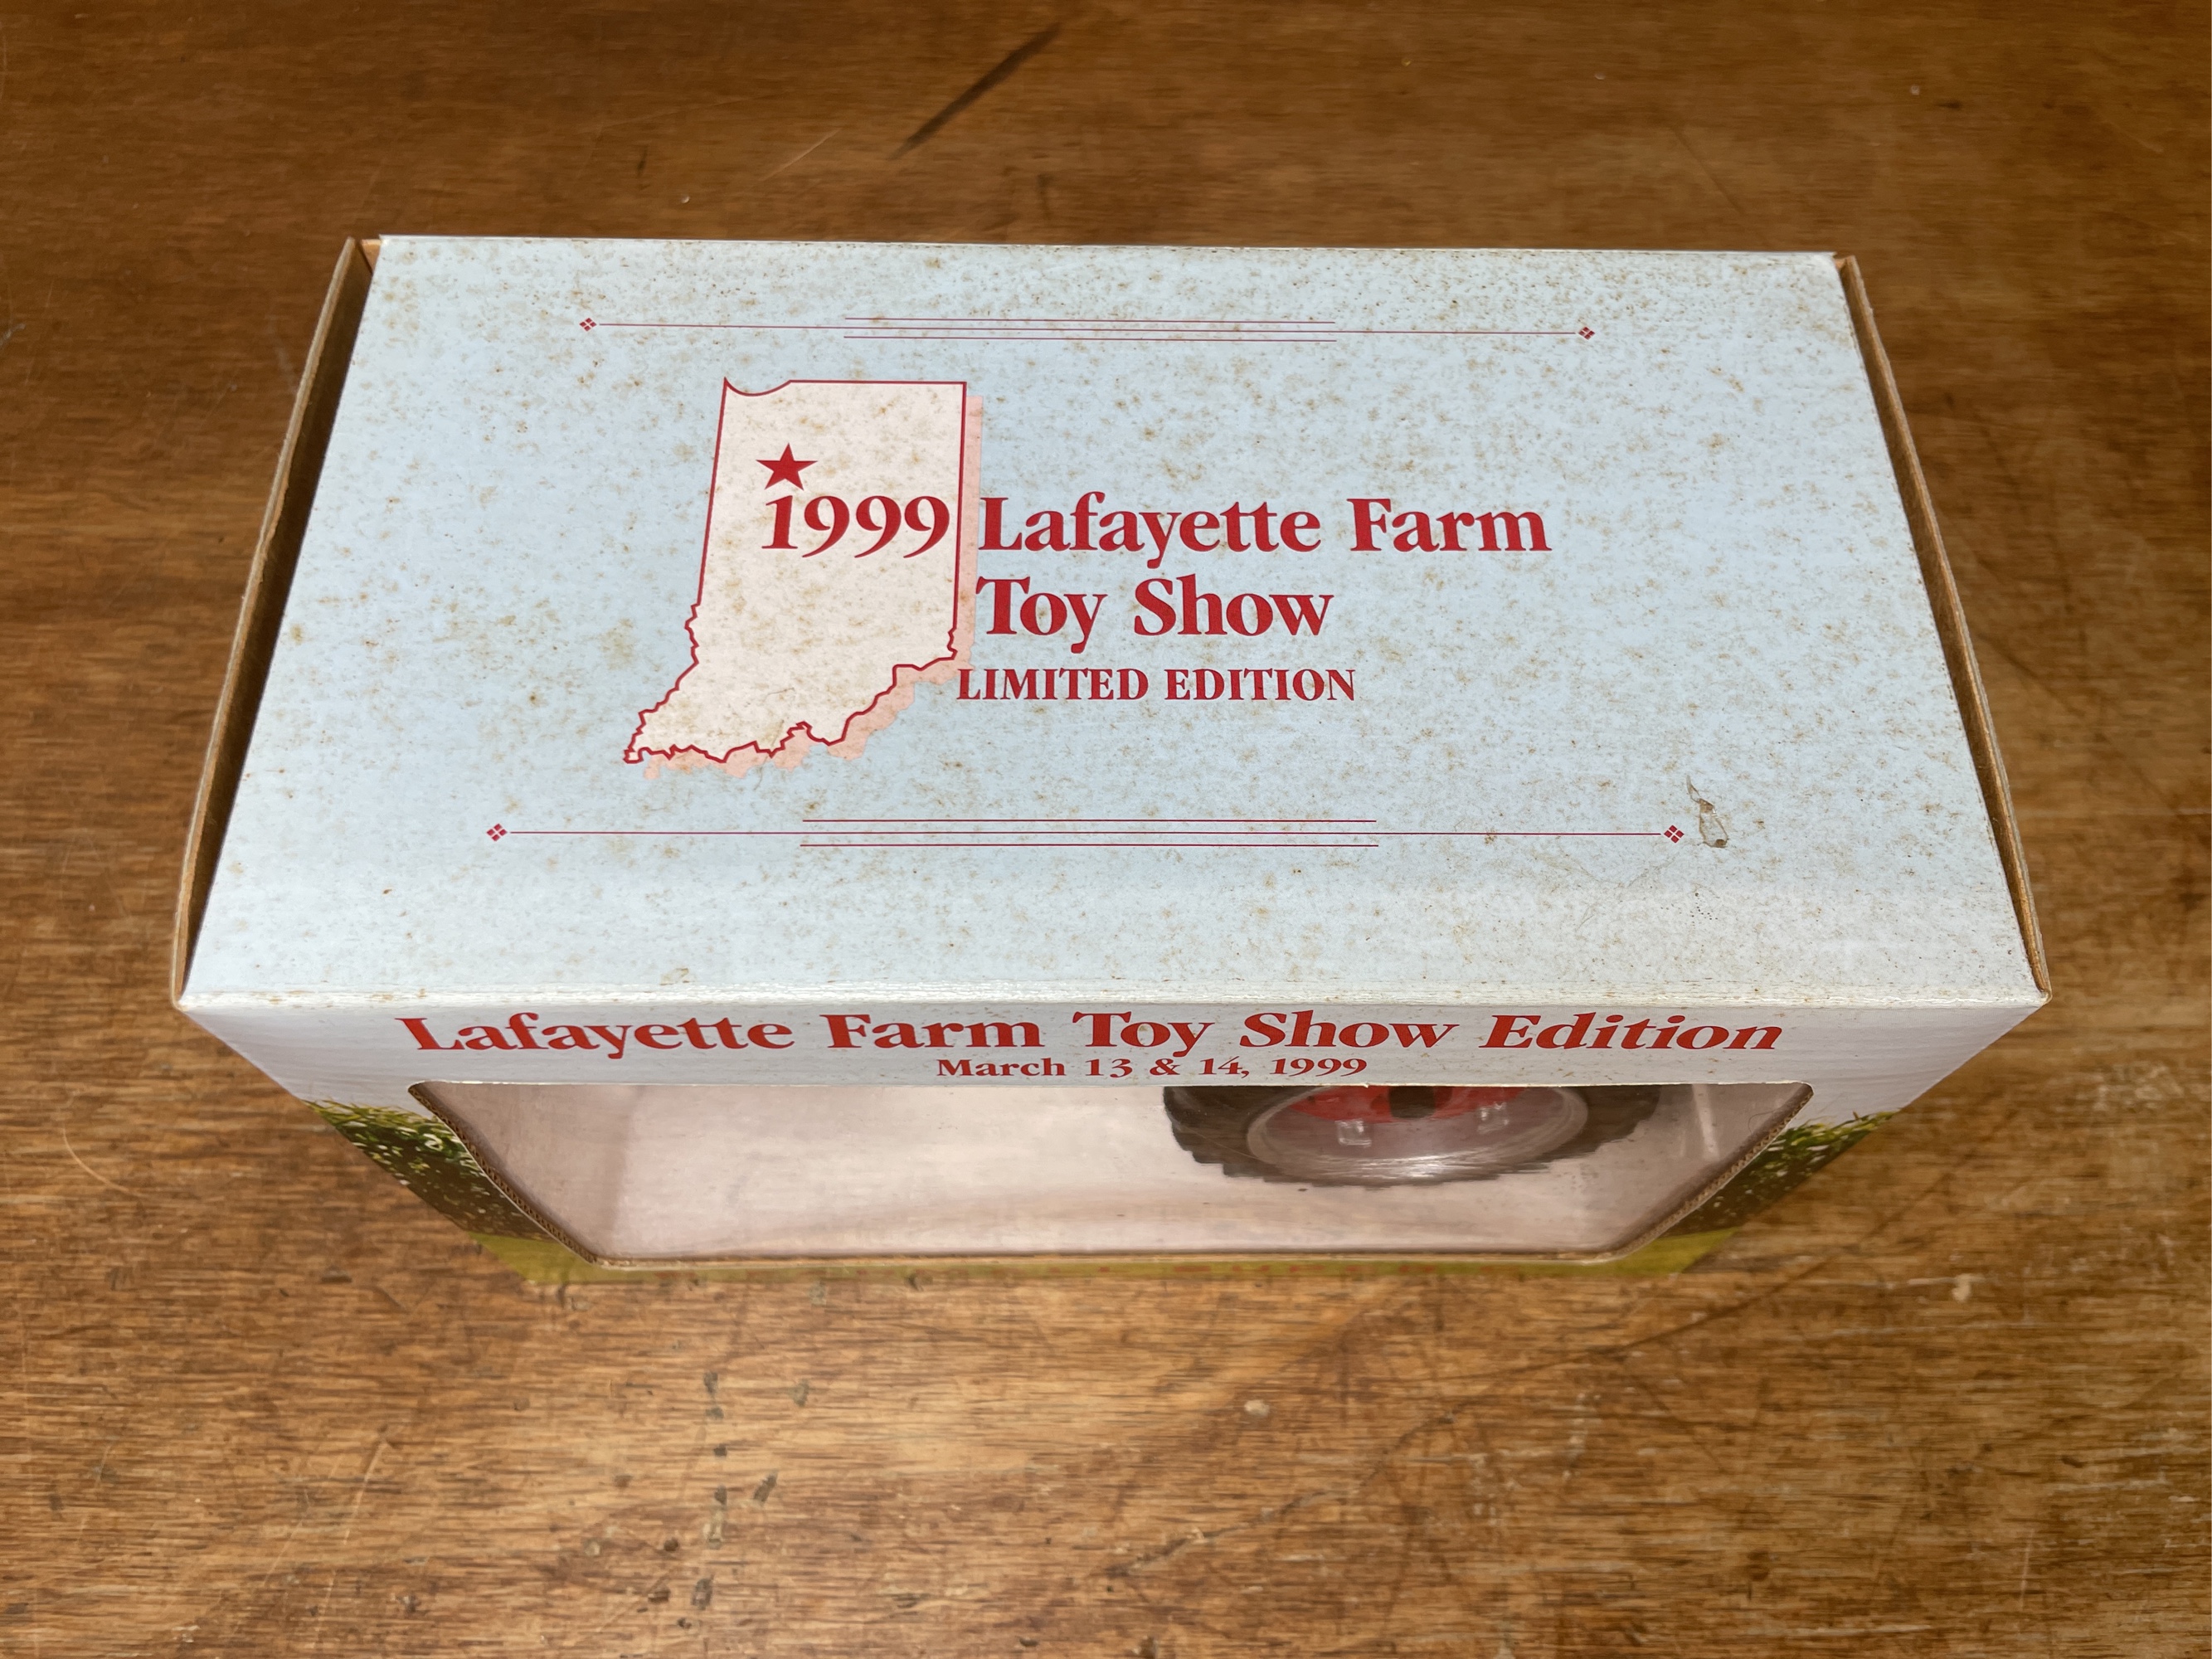 1999 Lafayette Farm
Toy Show
LIMITED EDITION
Lafayette Farm Toy Show Edition
March 13 & 14, 1999